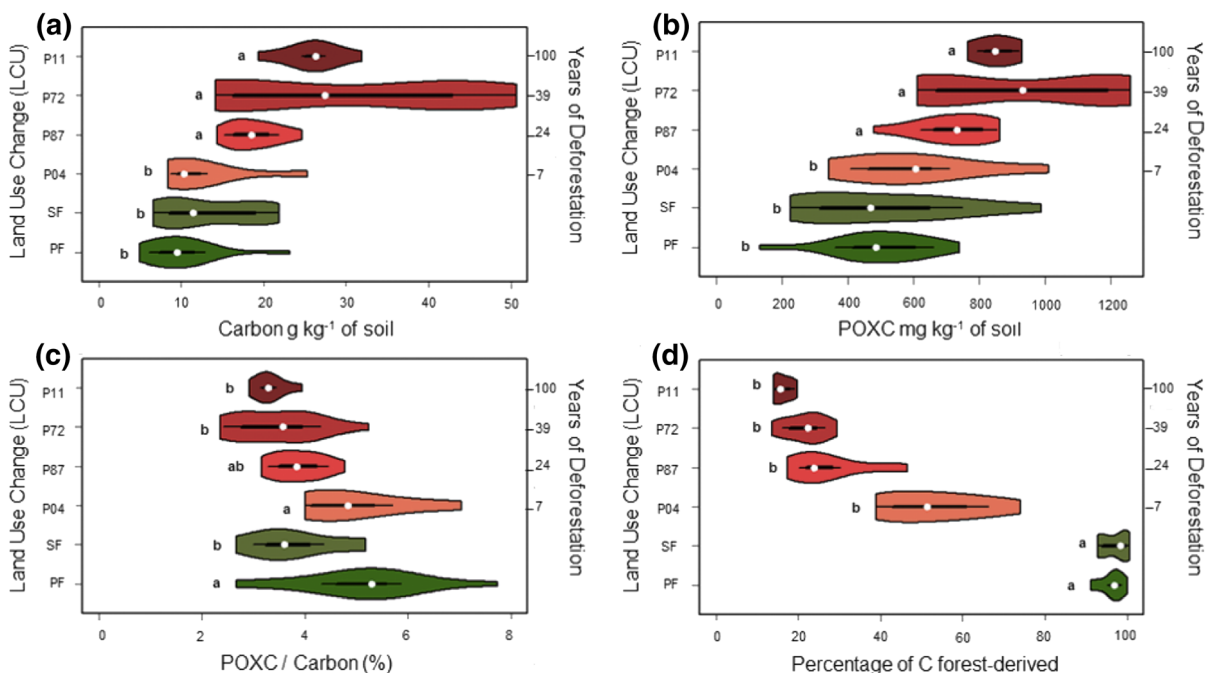 (a)
Land Use Change (LCU)
P11
P72
P87
P04
SF
PF
a
a
a
b
b
b
100
39
24
7
Years of Deforestation
0 10 20 30 40 50
Carbon g kg-1 of soil
(b)
Land Use Change (LCU)
P11
P72
P87
P04
SF
PF
a
a
a
b
b
b
100
39
24
7
Years of Deforestation
0 200 400 600 800 1000 1200
POXC mg kg-1 of soil
(c)
Land Use Change (LCU)
P11
P72
P87
P04
SF
PF
b
b
ab
a
b
a
100
39
24
7
Years of Deforestation
0 2 4 6 8
POXC / Carbon (%)
(d)
Land Use Change (LCU)
P11
P72
P87
P04
SF
PF
b
b
b
b
a
a
100
39
24
7
Years of Deforestation
0 20 40 60 80 100
Percentage of C forest-derived